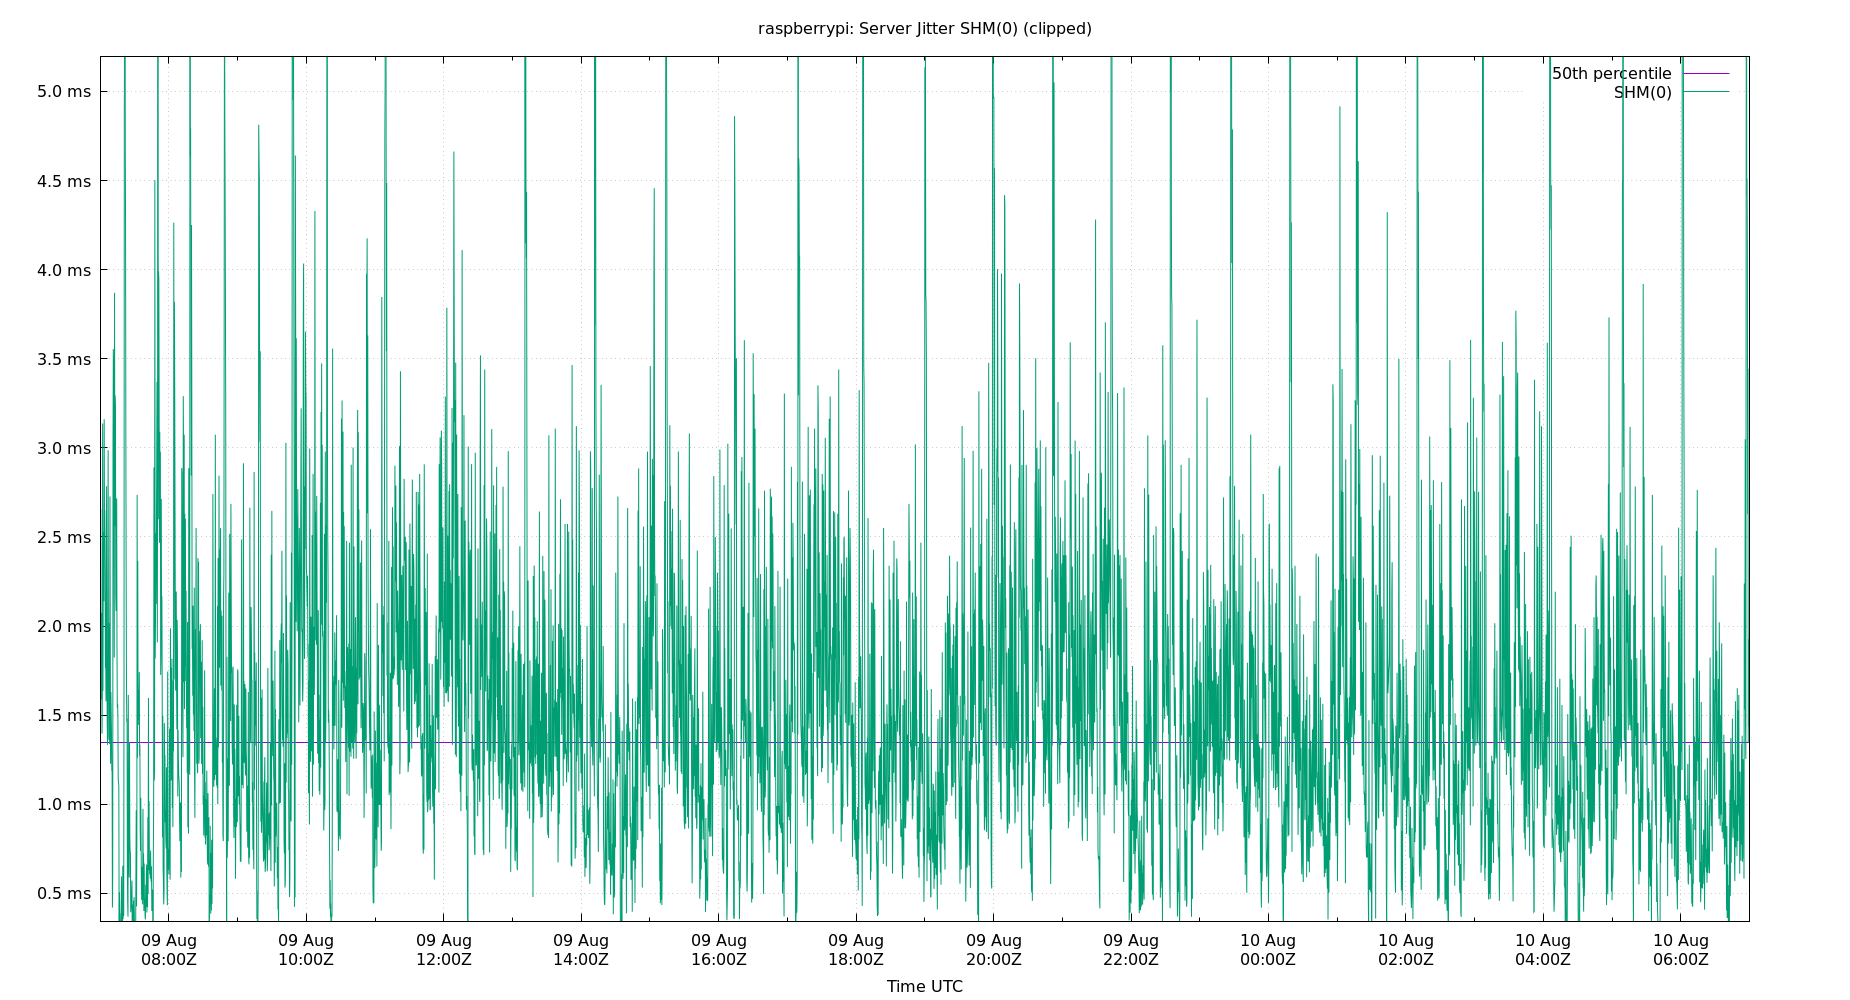 raspberrypi: Server Jitter SHM(0) (clipped)
50th percentile
SHM(0)
5.0 ms
4.5 ms
4.0 ms
3.5 ms
3.0 ms
2.5 ms
2.0 ms
1.5 ms
1.0 ms
0.5 ms
09 Aug 09 Aug 09 Aug 09 Aug 09 Aug 09 Aug 09 Aug 09 Aug 10 Aug 10 Aug 10 Aug 10 Aug
08:00Z 10:00Z 12:00Z 14:00Z 16:00Z 18:00Z 20:00Z 22:00Z 00:00Z 02:00Z 04:00Z 06:00Z
Time UTC